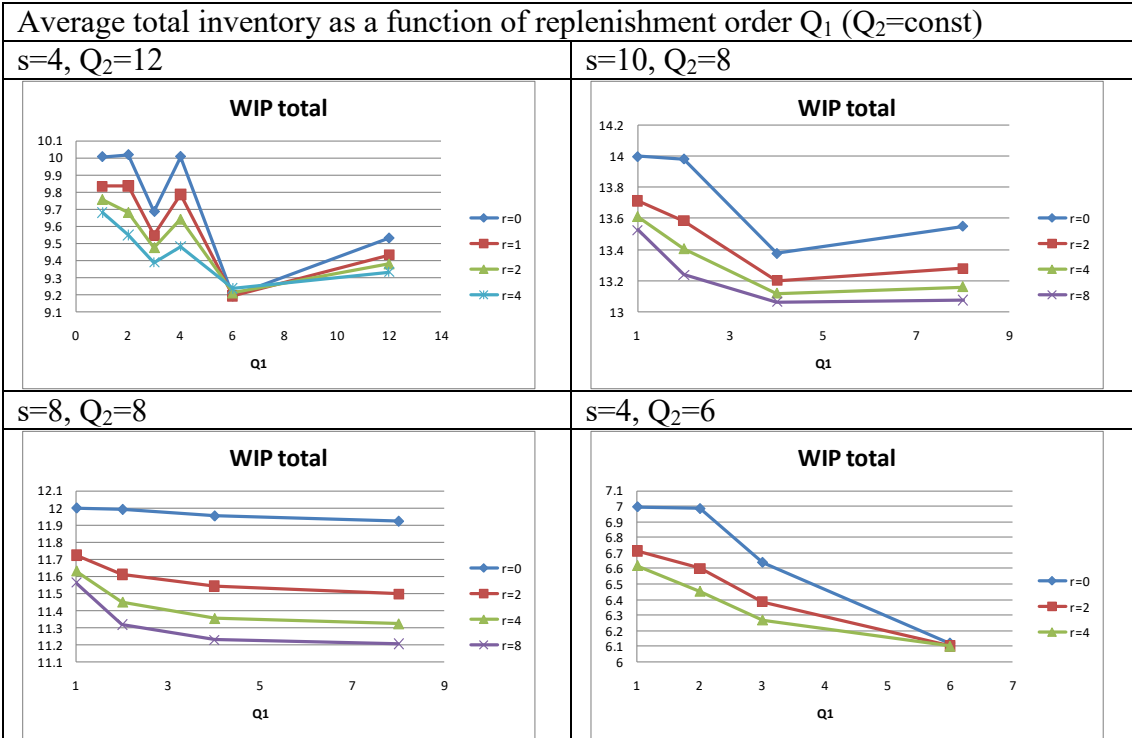 Average total inventory as a function of replenishment order Q₁ (Q₂=const)
s=4, Q₂=12
WIP total
10.1
10
9.9
9.8
9.7
9.6
9.5
9.4
9.3
9.2
9.1
0 2 4 6 8 10 12 14
Q1
r=0
r=1
r=2
r=4
s=10, Q₂=8
WIP total
14.2
14
13.8
13.6
13.4
13.2
13
1 3 5 7 9
Q1
r=0
r=2
r=4
r=8
s=8, Q₂=8
WIP total
12.1
12
11.9
11.8
11.7
11.6
11.5
11.4
11.3
11.2
11.1
1 3 5 7 9
Q1
r=0
r=2
r=4
r=8
s=4, Q₂=6
WIP total
7.1
7
6.9
6.8
6.7
6.6
6.5
6.4
6.3
6.2
6.1
6
1 2 3 4 5 6 7
Q1
r=0
r=2
r=4